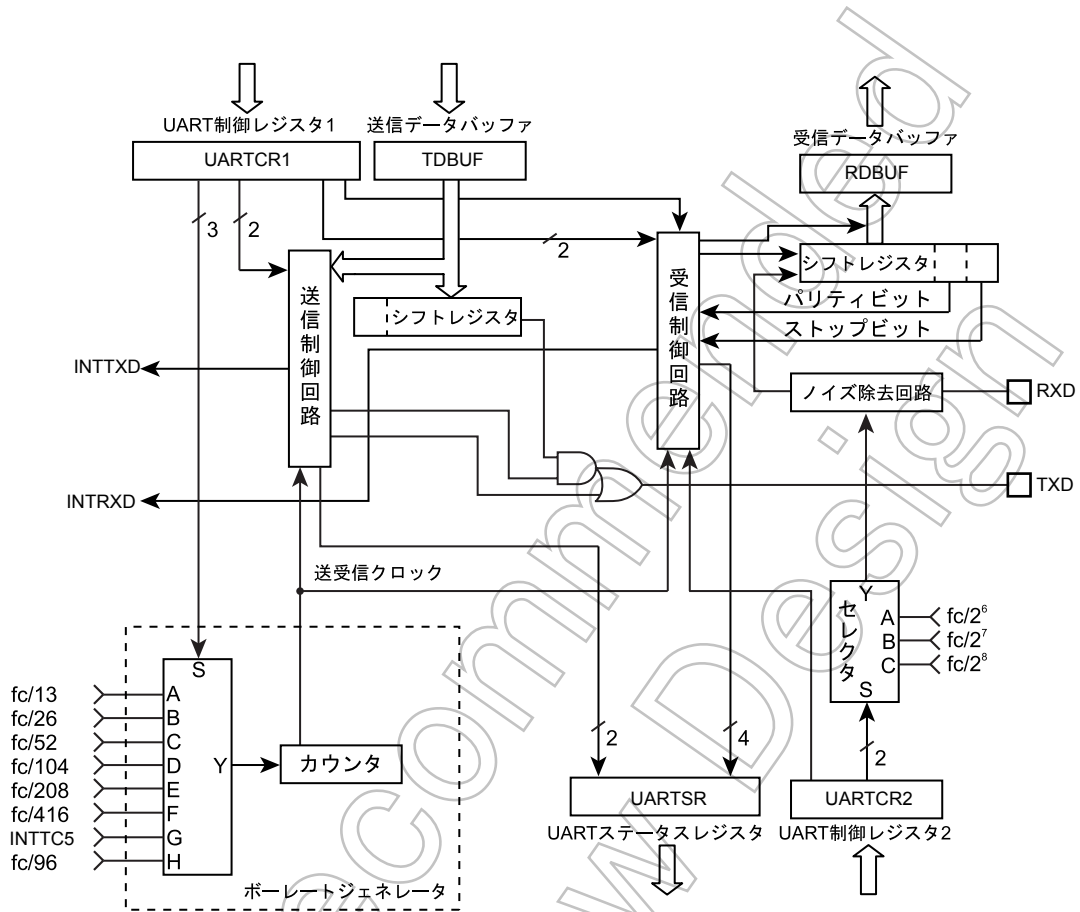 UART制御レジスタ1
送信データバッファ
受信データバッファ
UARTCR1
TDBUF
RDBUF
3
2
2
送信制御回路
受信制御回路
シフトレジスタ
シフトレジスタ
パリティビット
ストップビット
INTTXD
ノイズ除去回路
RXD
INTRXD
TXD
送受信クロック
セレクタ
Y
A
B
C
S
fc/2⁶
fc/2⁷
fc/2⁸
S
fc/13
A
fc/26
B
fc/52
C
fc/104
D
Y
カウンタ
fc/208
E
fc/416
F
INTTC5
G
fc/96
H
ボーレートジェネレータ
2
4
2
UARTSR
UARTCR2
UARTステータスレジスタ
UART制御レジスタ2
ecommended
w Design